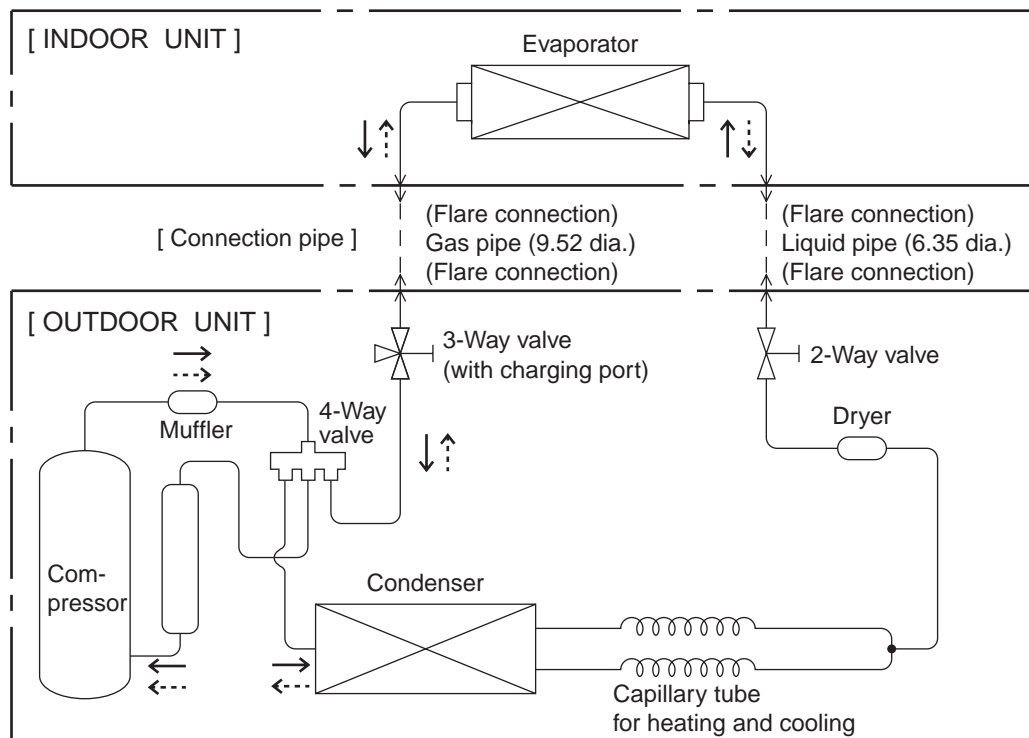 [ INDOOR UNIT ]
Evaporator
[ Connection pipe ]
(Flare connection)
Gas pipe (9.52 dia.)
(Flare connection)
(Flare connection)
Liquid pipe (6.35 dia.)
(Flare connection)
[ OUTDOOR UNIT ]
3-Way valve
(with charging port)
2-Way valve
Muffler
4-Way
valve
Dryer
Com-
pressor
Condenser
Capillary tube
for heating and cooling